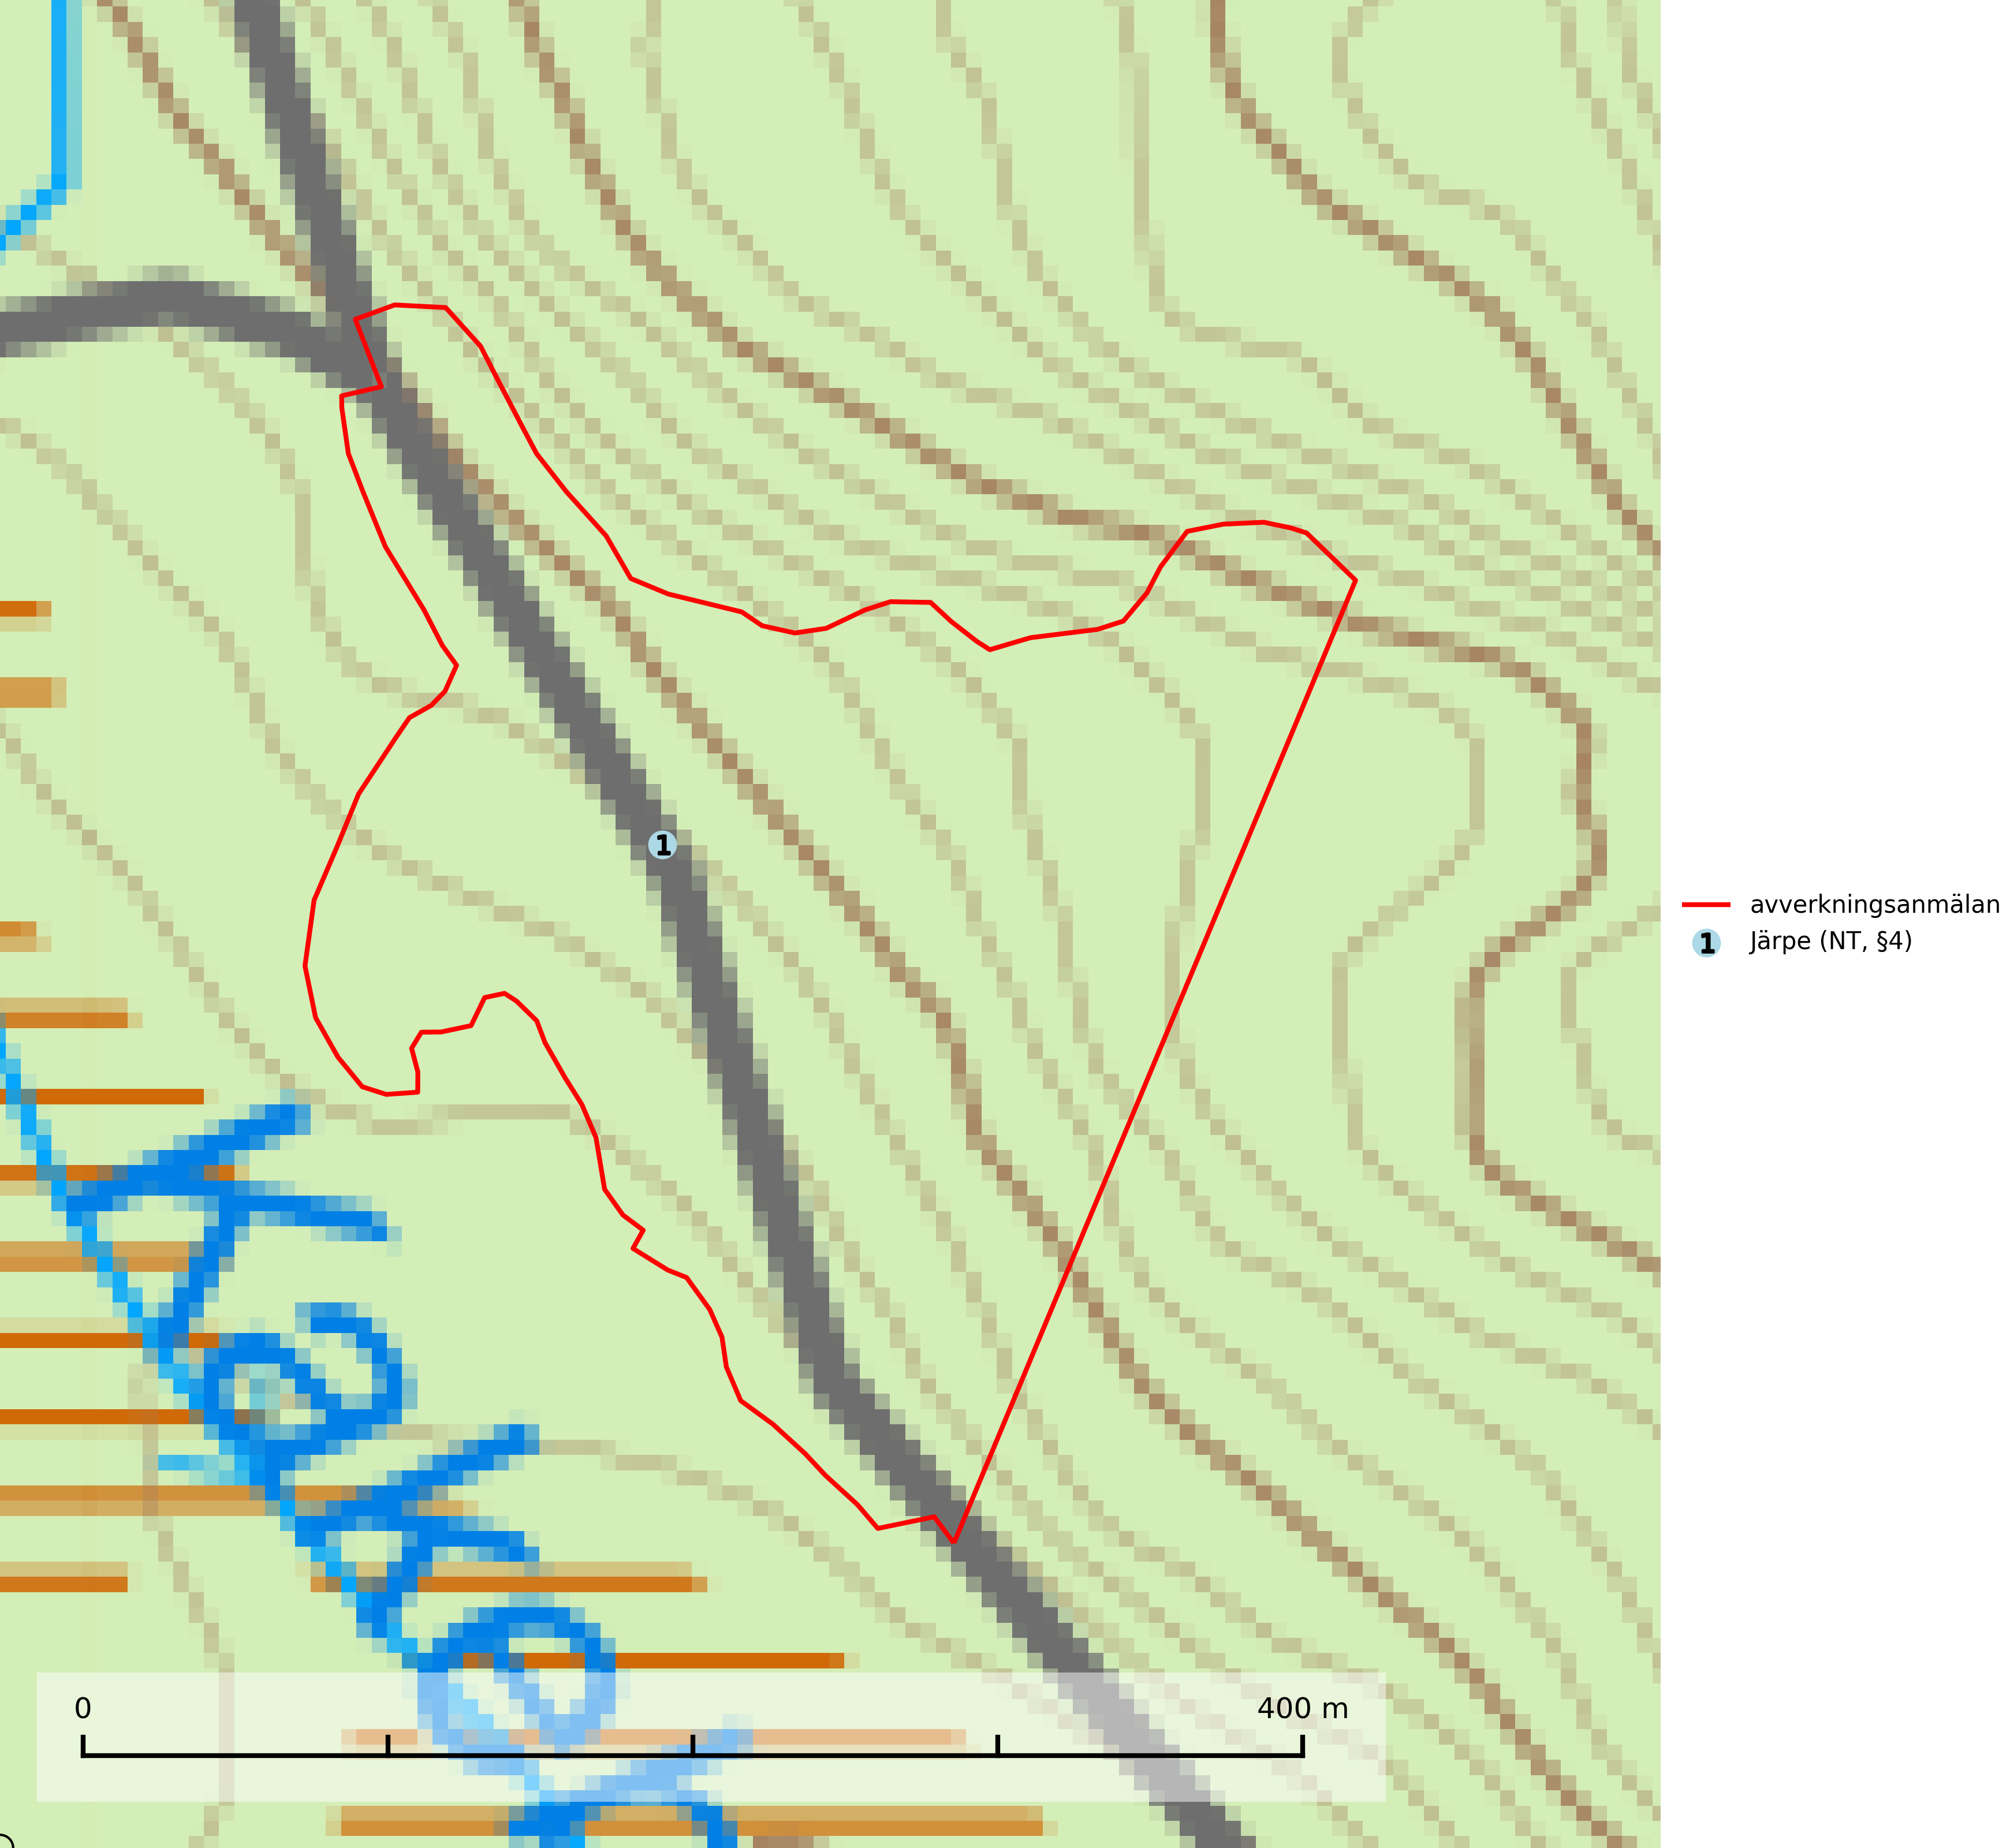 1
avverkningsanmälan
1 Järpe (NT, §4)
0 400 m